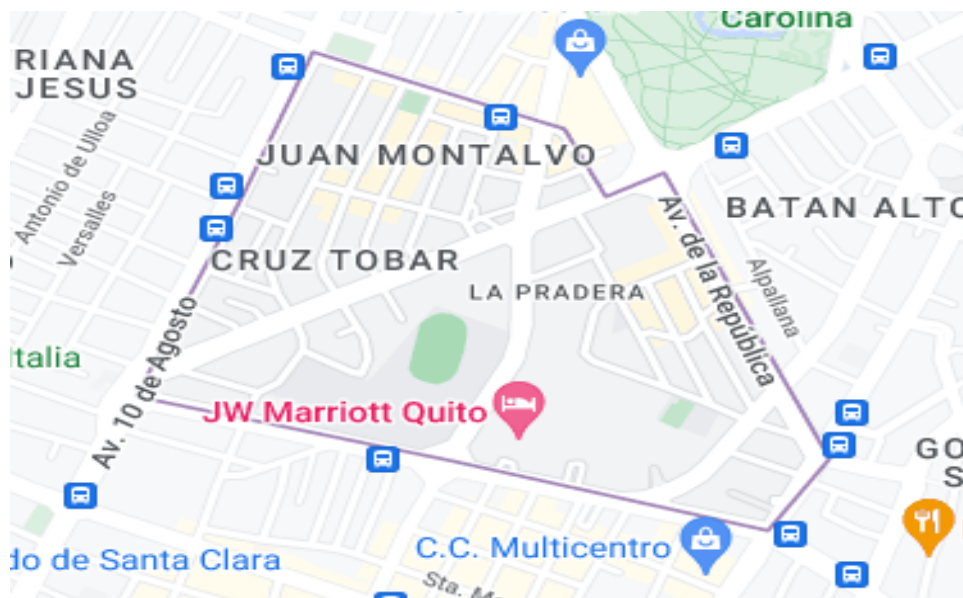 Carolina
RIANA
JESUS
Antonio de Ulloa
Versalles
JUAN MONTALVO
BATAN ALTO
CRUZ TOBAR
LA PRADERA
Av. de la República
Alpallana
Italia
Av. 10 de Agosto
JW Marriott Quito
GO
S
do de Santa Clara
C.C. Multicentro
Sta. M